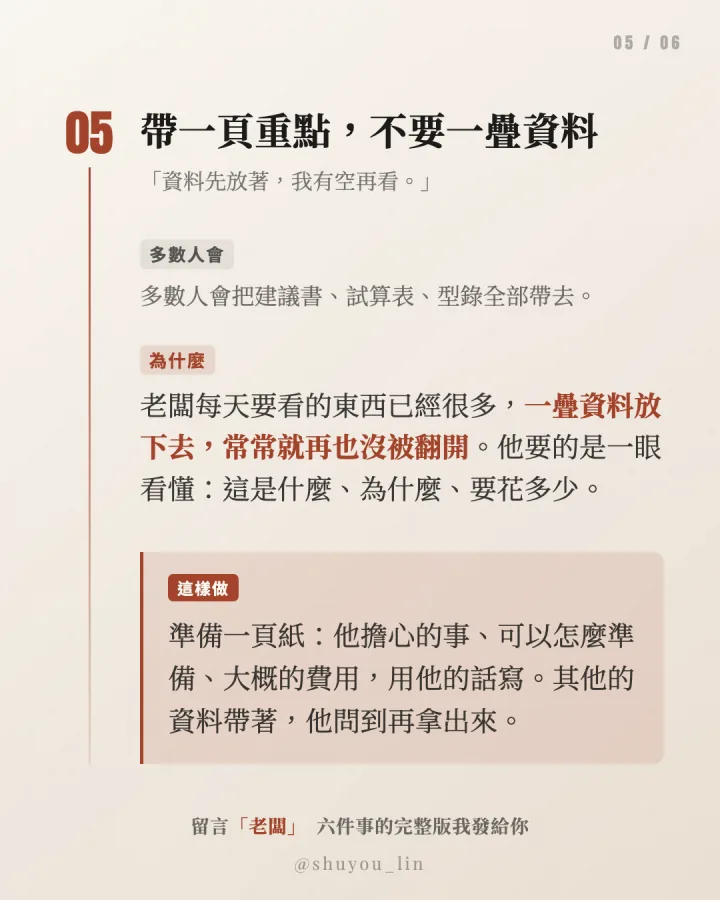 05 / 06
05 帶一頁重點，不要一疊資料
「資料先放著，我有空再看。」
多數人會
多數人會把建議書、試算表、型錄全部帶去。
為什麼
老闆每天要看的東西已經很多，一疊資料放
下去，常常就再也沒被翻開。他要的是一眼
看懂：這是什麼、為什麼、要花多少。
這樣做
準備一頁紙：他擔心的事、可以怎麼準
備、大概的費用，用他的話寫。其他的
資料帶著，他問到再拿出來。
留言「老闆」 六件事的完整版我發給你
@shuyou_lin